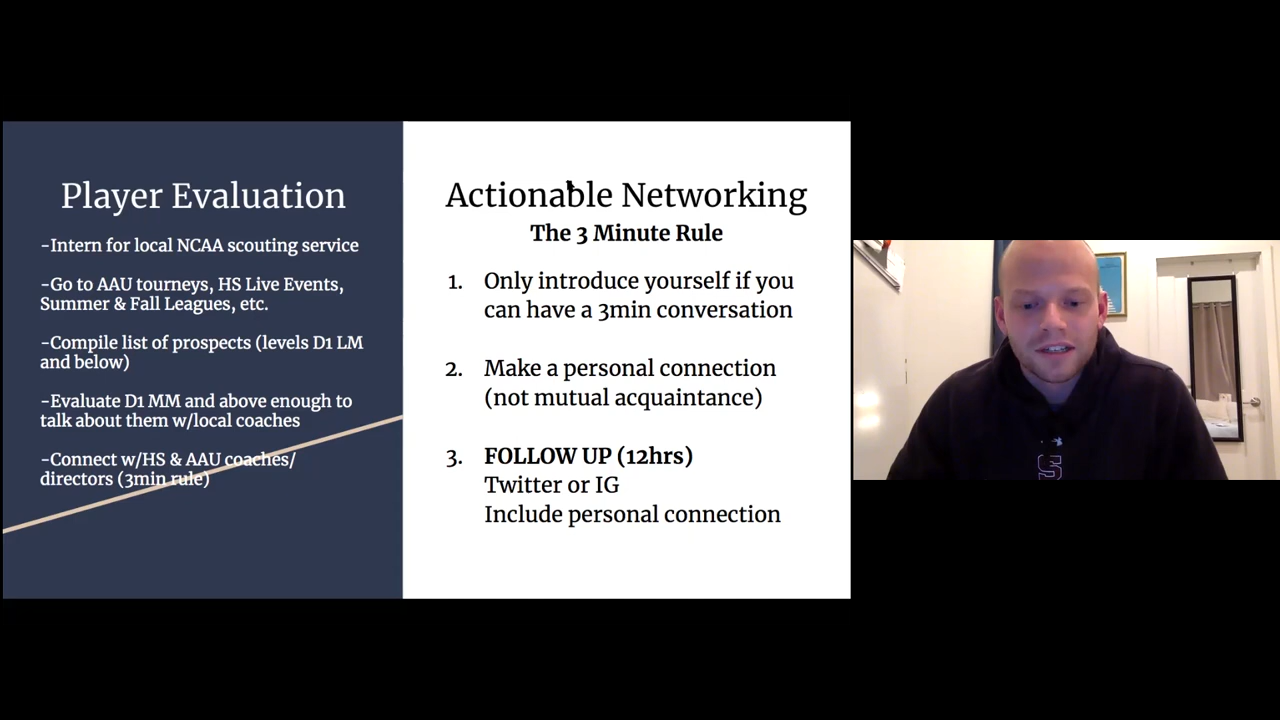 Player Evaluation
-Intern for local NCAA scouting service
-Go to AAU tourneys, HS Live Events,
Summer & Fall Leagues, etc.
-Compile list of prospects (levels D1 LM
and below)
-Evaluate D1 MM and above enough to
talk about them w/local coaches
-Connect w/HS & AAU coaches/
directors (3min rule)
Actionable Networking
The 3 Minute Rule
1. Only introduce yourself if you
can have a 3min conversation
2. Make a personal connection
(not mutual acquaintance)
3. FOLLOW UP (12hrs)
Twitter or IG
Include personal connection
S